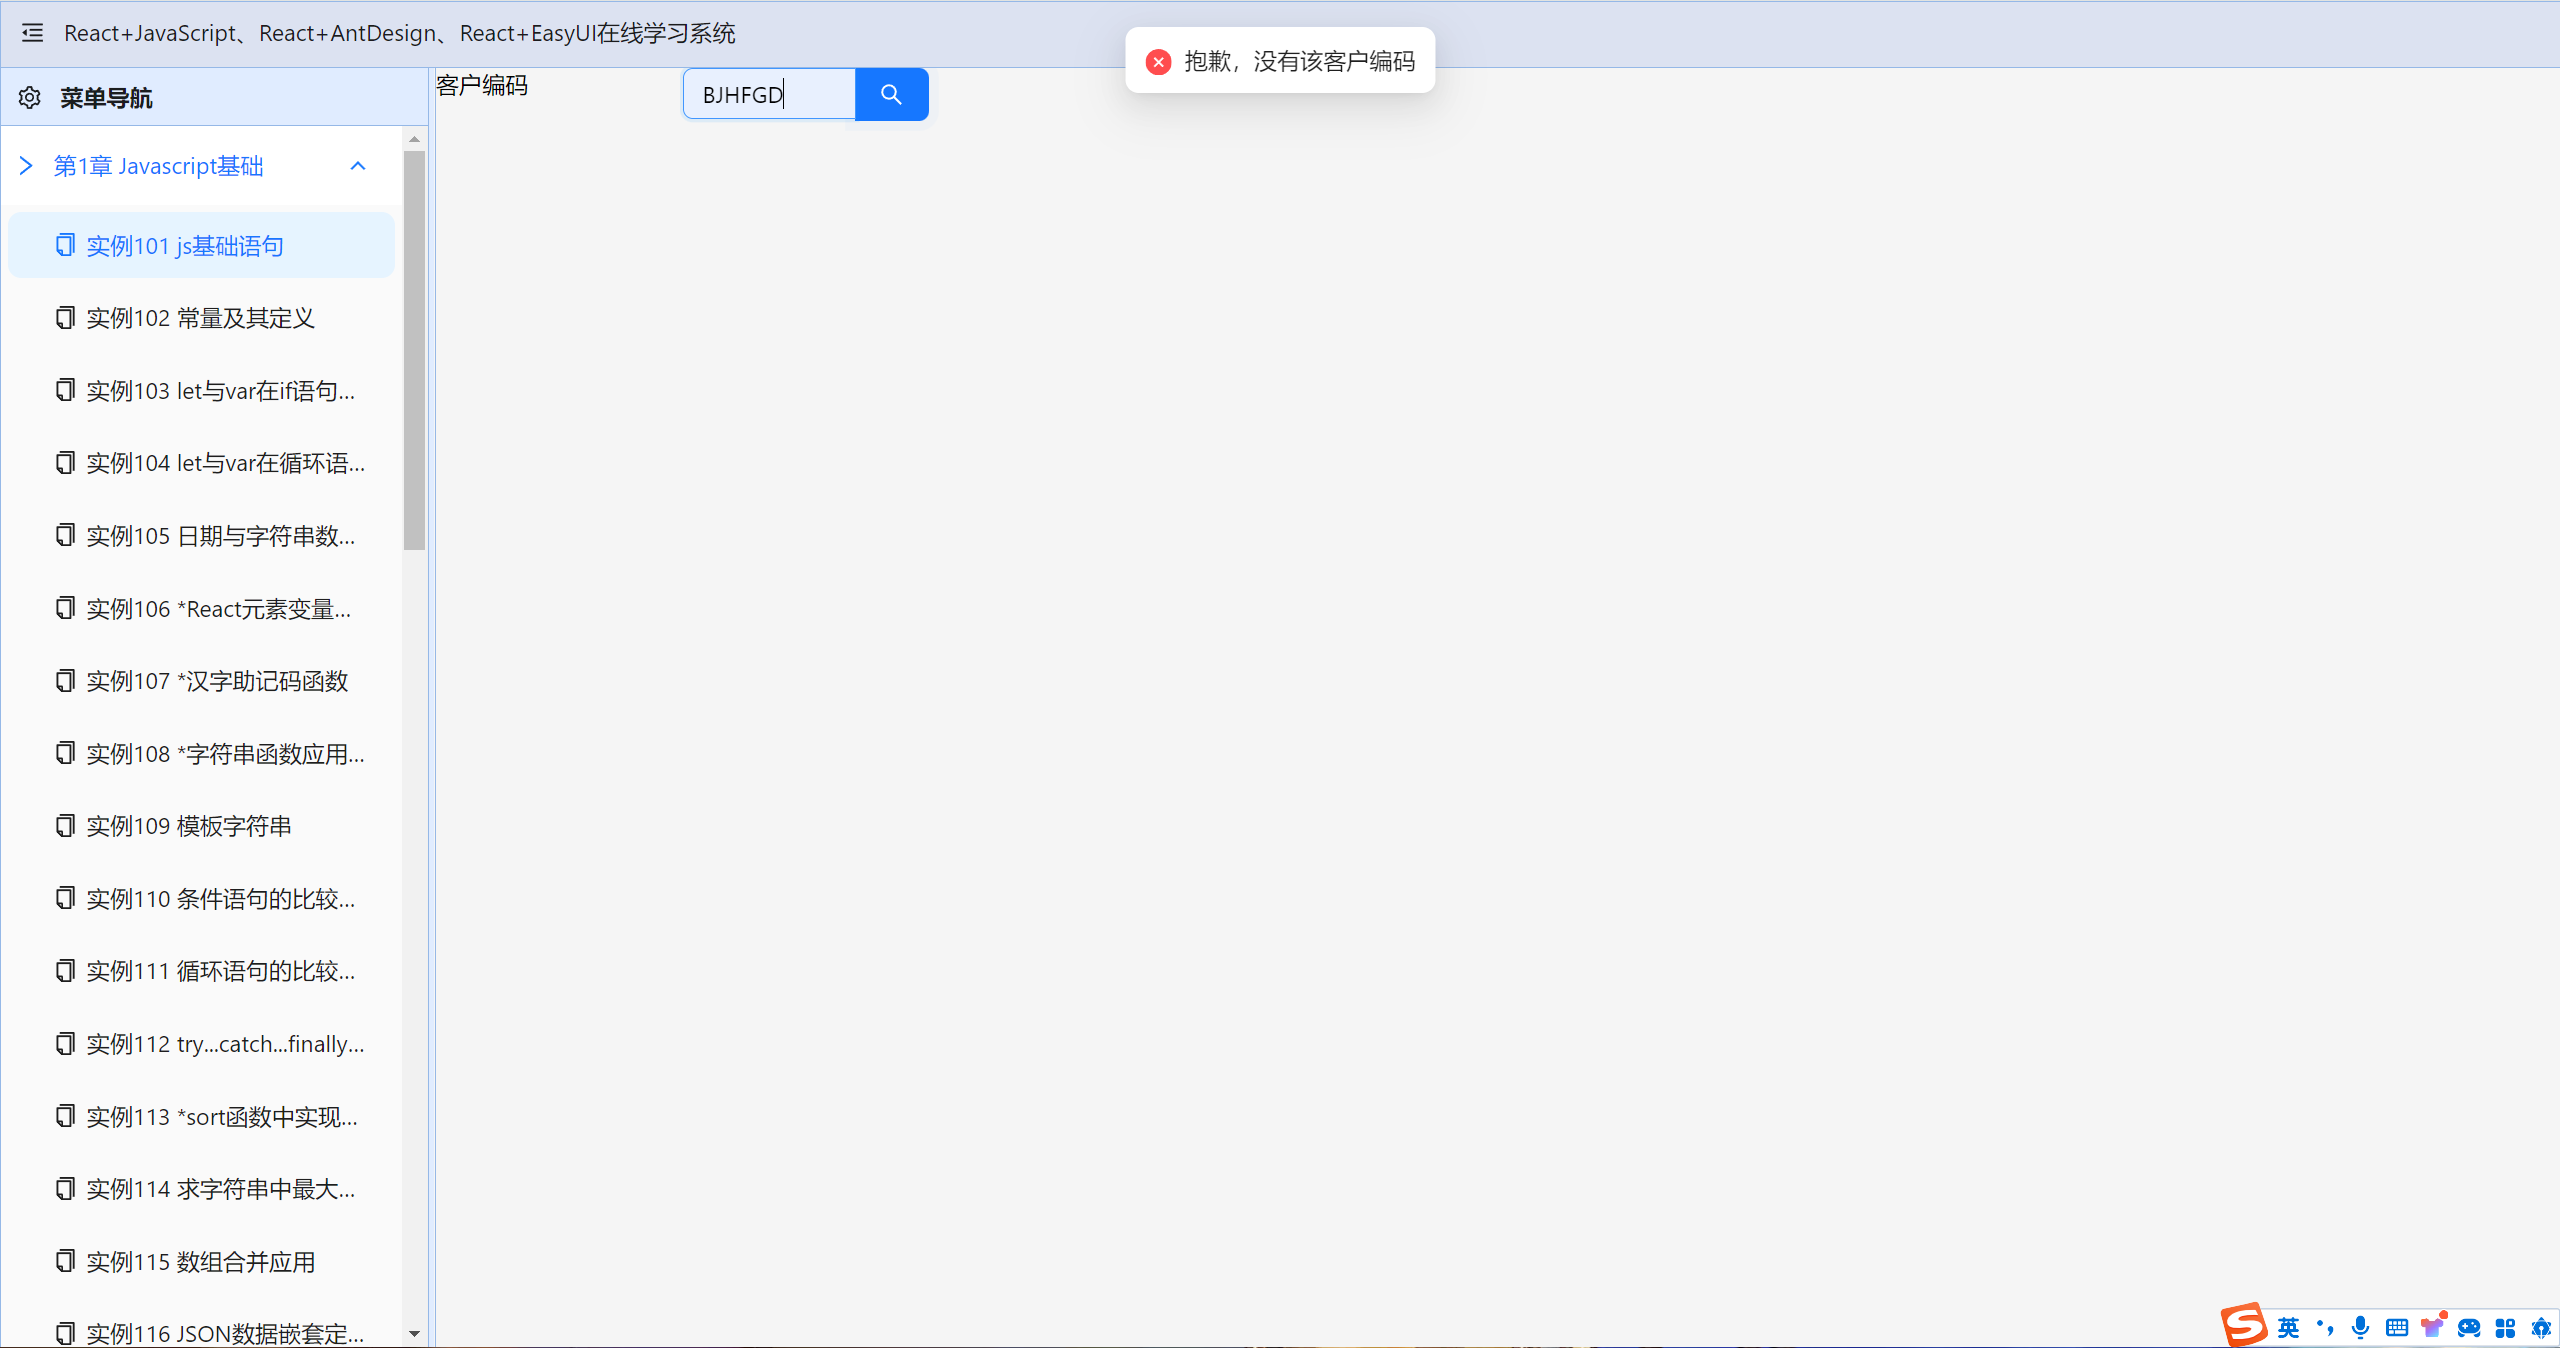 React+JavaScript、React+AntDesign、React+EasyUI在线学习系统
抱歉，没有该客户编码
菜单导航
客户编码
BJHFGD
第1章 Javascript基础
实例101 js基础语句
实例102 常量及其定义
实例103 let与var在if语句...
实例104 let与var在循环语...
实例105 日期与字符串数...
实例106 *React元素变量...
实例107 *汉字助记码函数
实例108 *字符串函数应用...
实例109 模板字符串
实例110 条件语句的比较...
实例111 循环语句的比较...
实例112 try...catch...finally...
实例113 *sort函数中实现...
实例114 求字符串中最大...
实例115 数组合并应用
实例116 JSON数据嵌套定...
英